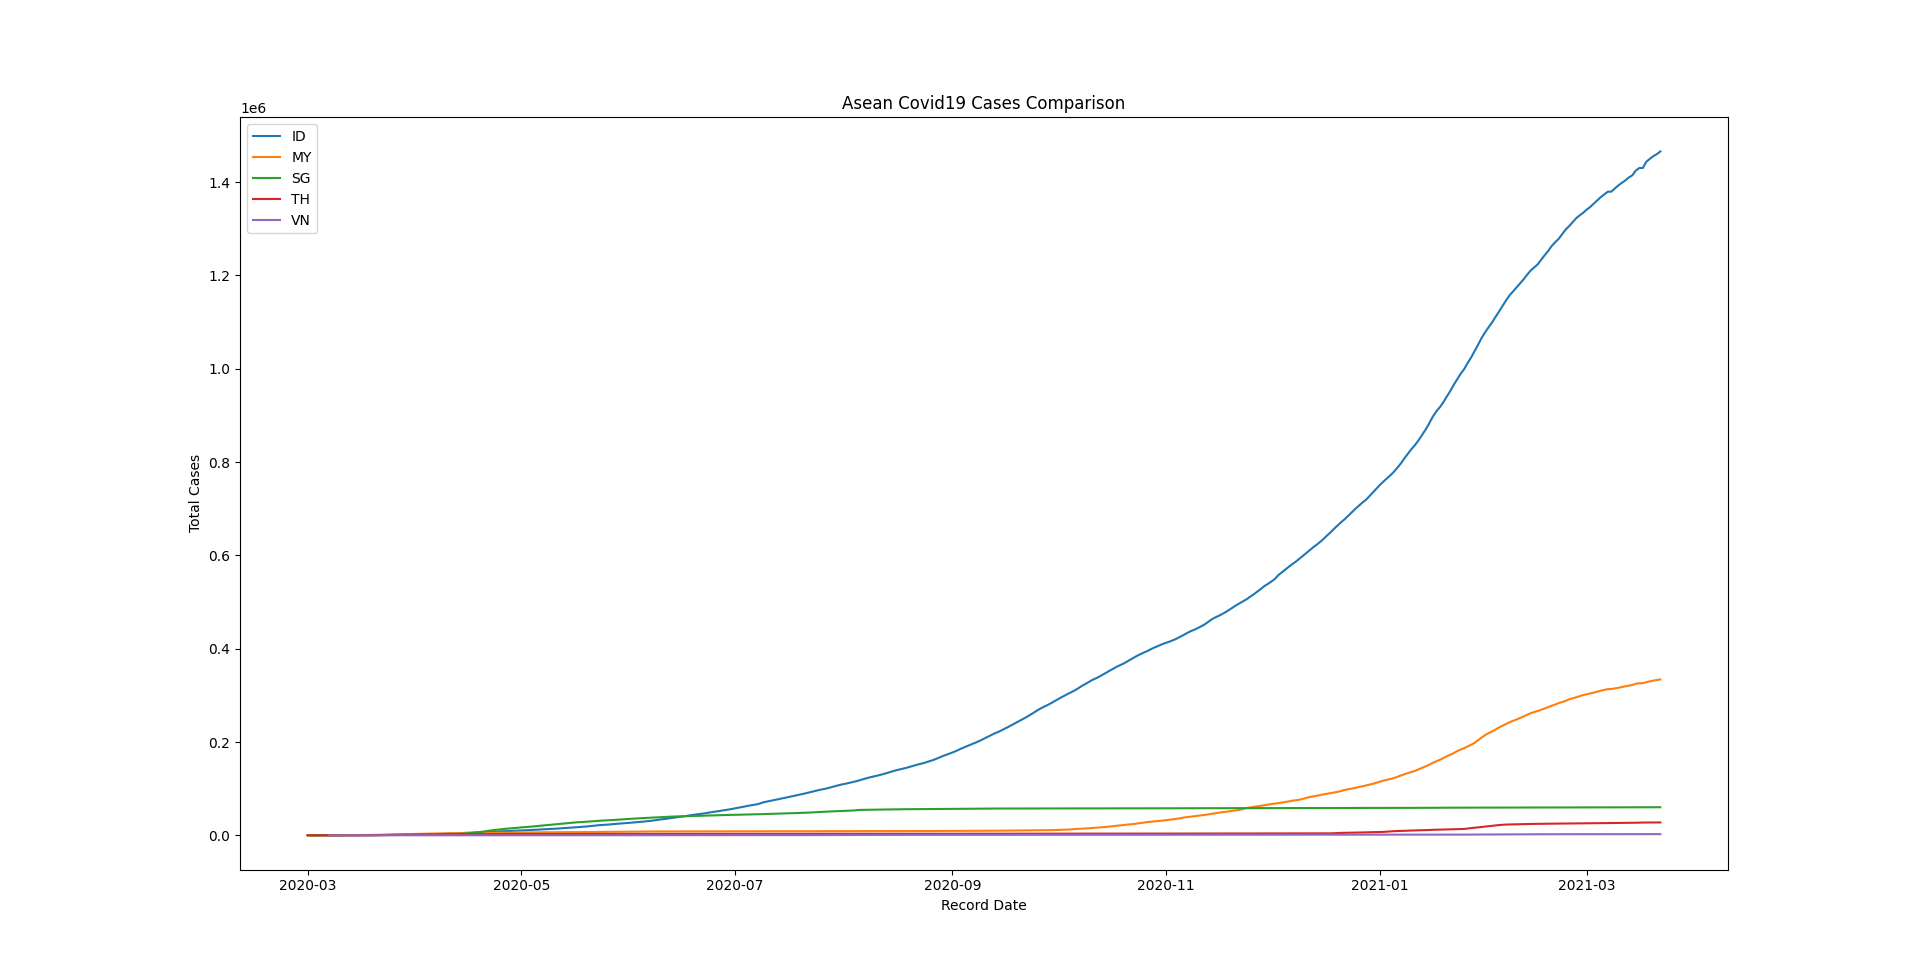 Asean Covid19 Cases Comparison
1e6
ID
MY
SG
TH
VN
1.4
1.2
1.0
0.8
0.6
0.4
0.2
0.0
Total Cases
2020-03 2020-05 2020-07 2020-09 2020-11 2021-01 2021-03
Record Date